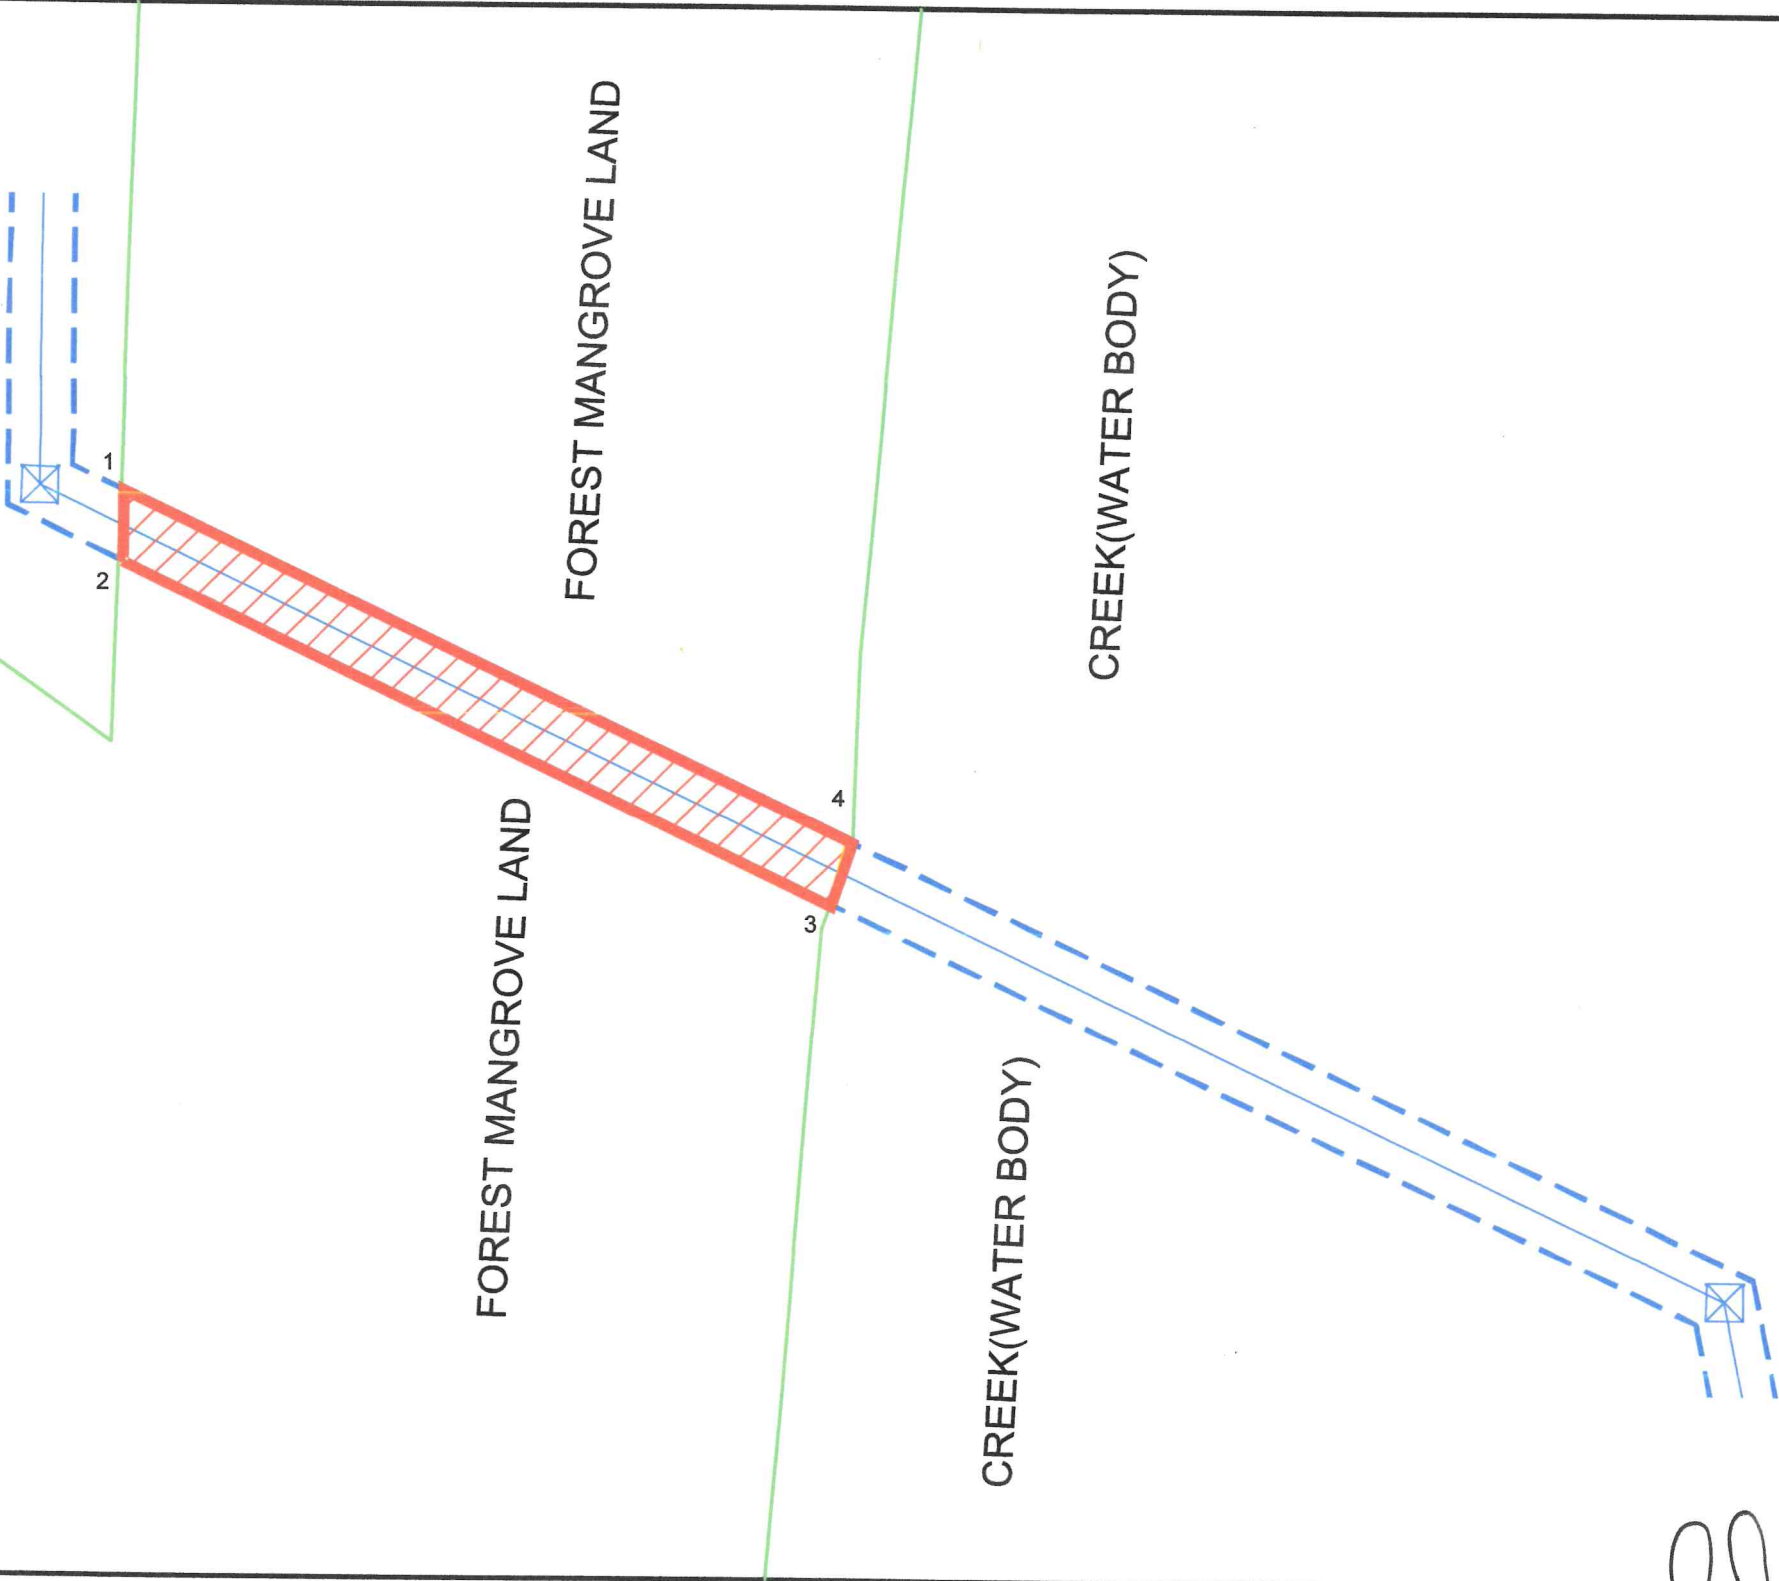 FOREST MANGROVE LAND
CREEK(WATER BODY)
1
2
4
3
FOREST MANGROVE LAND
CREEK(WATER BODY)